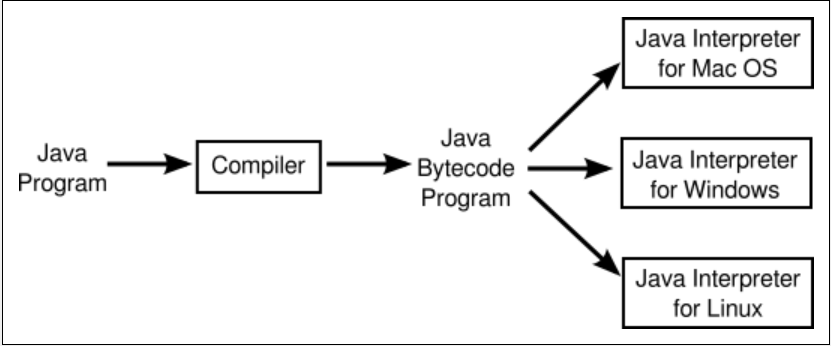 Java
Program
Compiler
Java
Bytecode
Program
Java Interpreter
for Mac OS
Java Interpreter
for Windows
Java Interpreter
for Linux